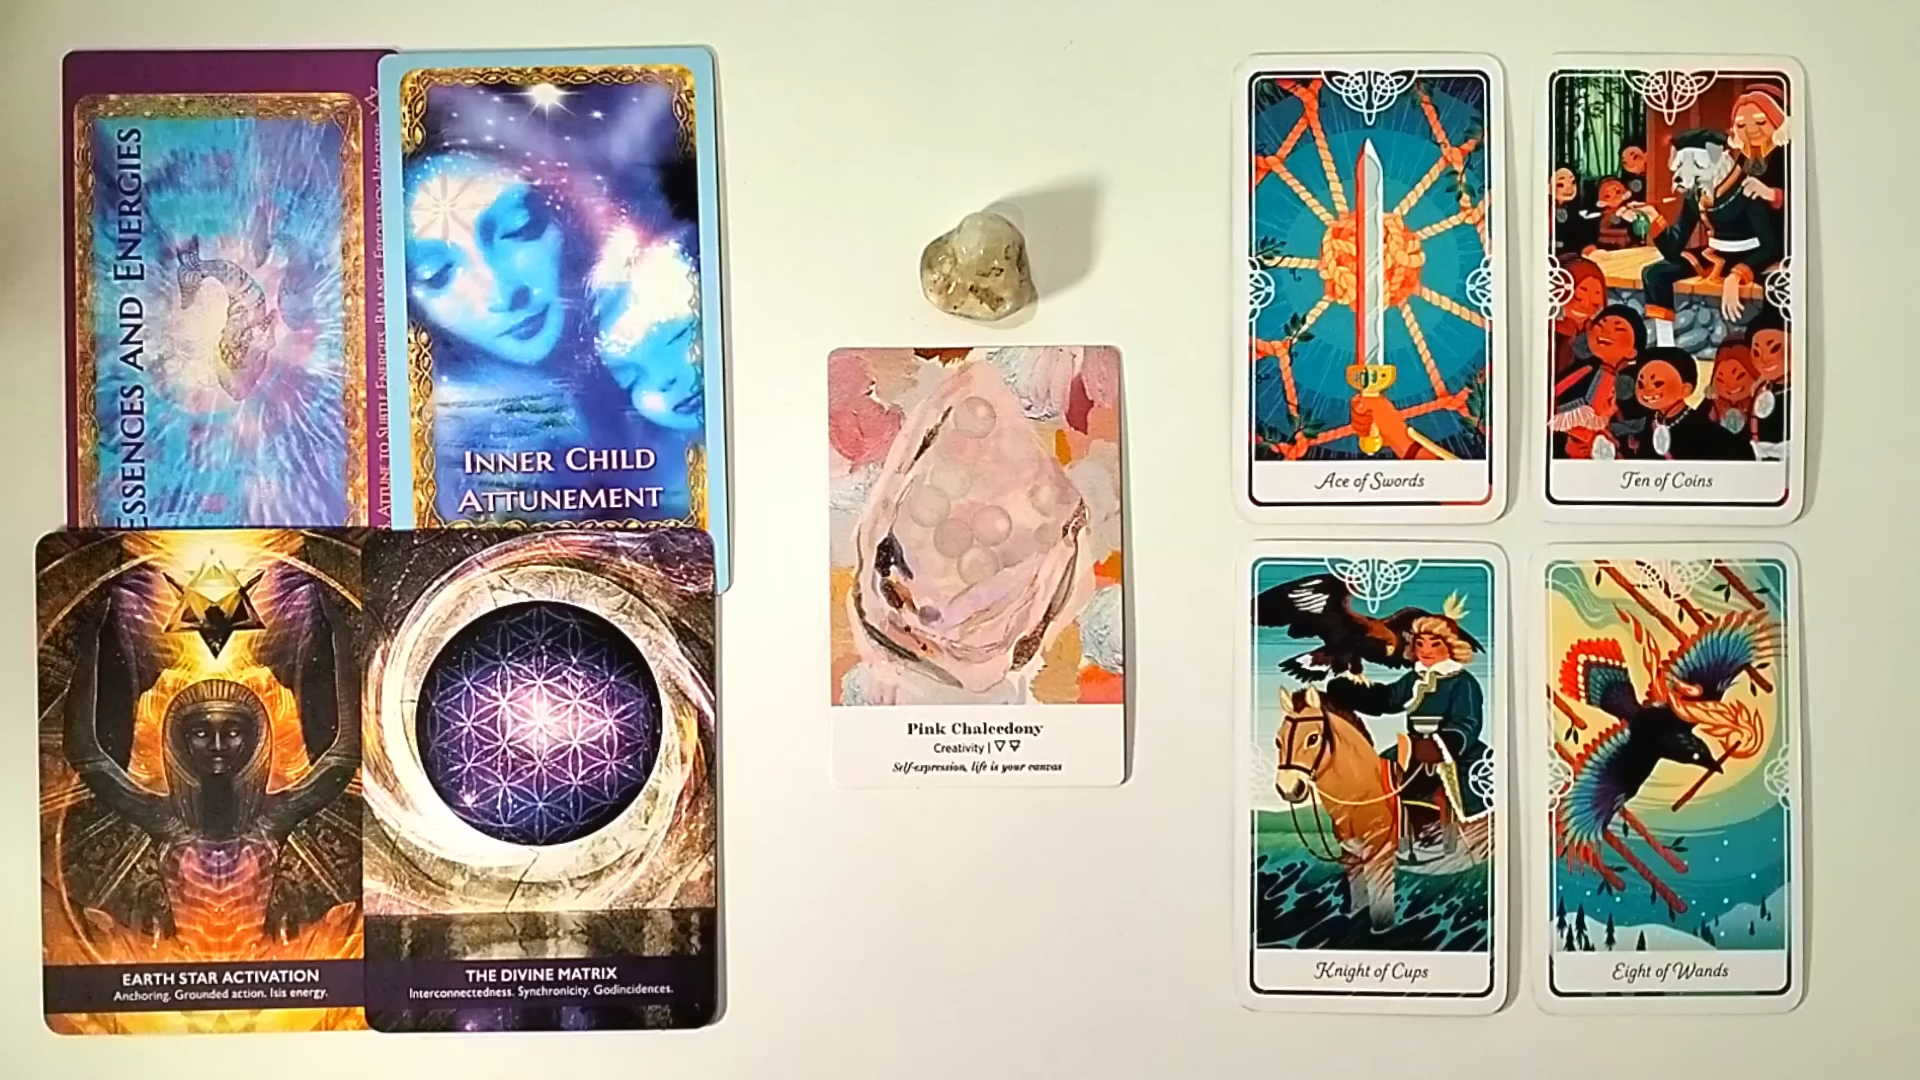 ESSENCES AND ENERGIES
ATTUNE TO SUBTLE ENERGIES. BALANCE. FREQUENCY HOLDERS
INNER CHILD
ATTUNEMENT
EARTH STAR ACTIVATION
Anchoring. Grounded action. Isis energy.
THE DIVINE MATRIX
Interconnectedness. Synchronicity. Godincidences.
Pink Chalcedony
Creativity |
Self-expression, life is your canvas
Ace of Swords
Ten of Coins
Knight of Cups
Eight of Wands